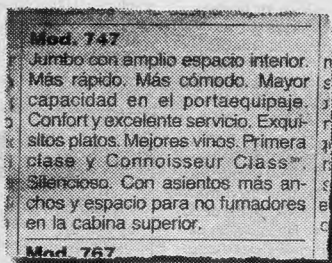 Mod. 747
Jumbo con amplio espacio interior.
Más rápido. Más cómodo. Mayor
capacidad en el portaequipaje.
Confort y excelente servicio. Exqui-
sitos platos. Mejores vinos. Primera
clase y Connoisseur Class℠.
Silencioso. Con asientos más an-
chos y espacio para no fumadores
en la cabina superior.
Mod. 767